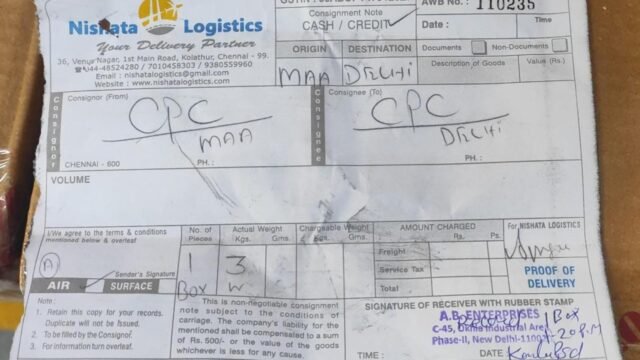 Nishata Logistics
Your Delivery Partner
36, Venus Nagar, 1st Main Road, Kolathur, Chennai - 99.
☎044-48524280 / 7010458303 / 9380559960
Email : nishatalogistics@gmail.com
Website : www.nishatalogistics.com
Consignment Note
CASH / CREDIT ✓
AWB No. : 110235
Date :
Time
ORIGIN DESTINATION
MAA DELHI
Documents Non-Documents
Description of Goods Value (Rs.)
Consignor
Consignor (From)
CPC
MAA
CHENNAI - 600 PH. :
Consignee
Consignee (To)
CPC
DELHI
PH. :
VOLUME
I/We agree to the terms & conditions
mentioned below & overleaf
Sender's Signature
A
AIR SURFACE
No. of Pieces
1
BOX
Actual Weight
Kgs. Gms.
3
Chargeable Weight
Kgs. Gms.
AMOUNT CHARGED
Rs. Ps.
Freight
Service Tax
Total
For NISHATA LOGISTICS
PROOF OF
DELIVERY
Note :
1. Retain this copy for your records.
Duplicate will not be Issued.
2. To be filled by the Consignor.
3. For information turn overleaf.
This is non-negotiable consignment
note subject to the conditions of
carriage. The company's liability for
the mentioned shall be compensated to a sum
of Rs. 500/- or the value of the goods
whichever is less for any cause.
SIGNATURE OF RECEIVER WITH RUBBER STAMP
A.B. ENTERPRISES
C-45, Okhla Industrial Area
Phase-II, New Delhi-1100
1 Box
DATE
TIME